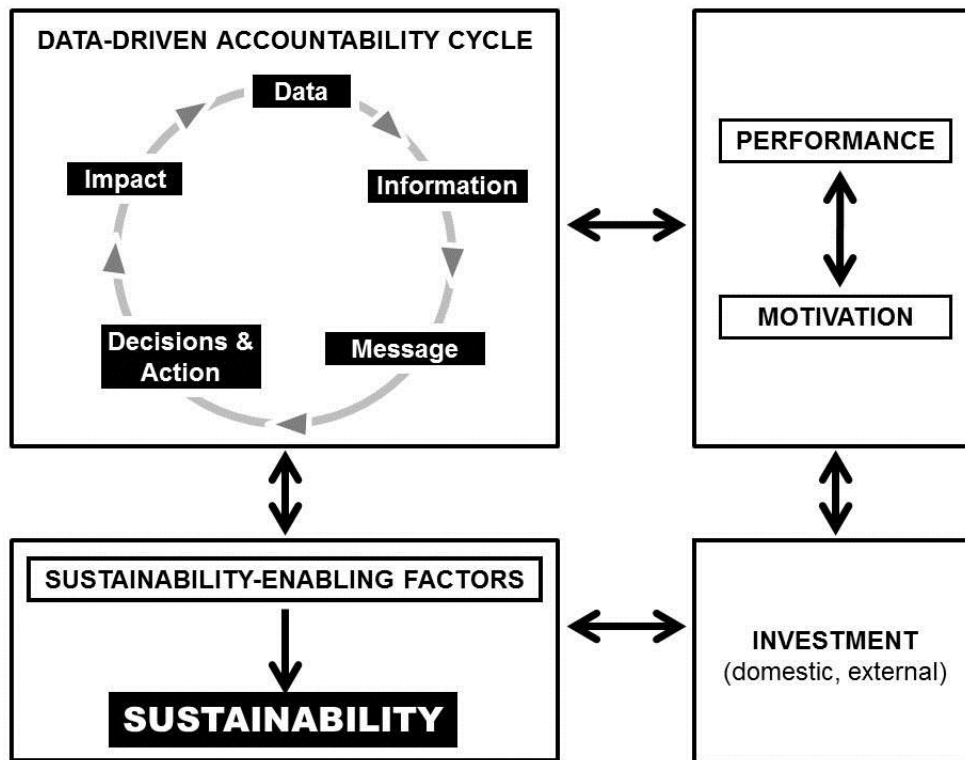 DATA-DRIVEN ACCOUNTABILITY CYCLE
Data
Impact
Information
Decisions &
Action
Message
PERFORMANCE
MOTIVATION
SUSTAINABILITY-ENABLING FACTORS
SUSTAINABILITY
INVESTMENT
(domestic, external)